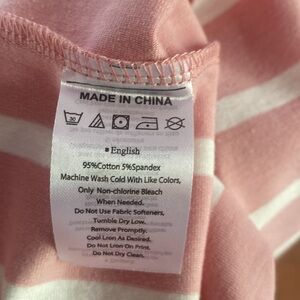 MADE IN CHINA
English
95%Cotton 5%Spandex
Machine Wash Cold With Like Colors,
Only Non-chlorine Bleach
When Needed.
Do Not Use Fabric Softeners,
Tumble Dry Low.
Remove Promptly.
Cool Lron As Desired.
Do Not Lron On Print.
Do Not Dry Clean.